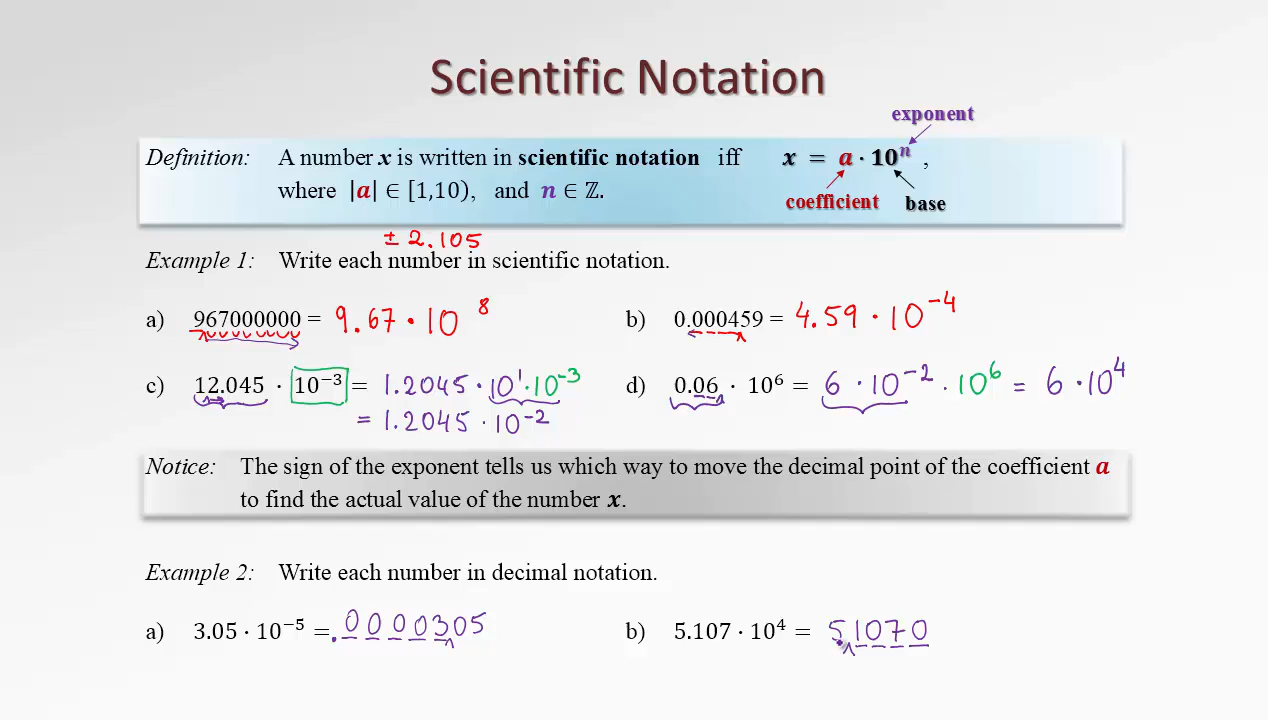 Scientific Notation
exponent
Definition: A number x is written in scientific notation iff x = a · 10ⁿ ,
where |a| ∈ [1,10), and n ∈ ℤ.
coefficient base
± 2.105
Example 1: Write each number in scientific notation.
a) 967000000 = 9.67 · 10⁸ b) 0.000459 = 4.59 · 10⁻⁴
c) 12.045 · 10⁻³ = 1.2045 · 10¹ · 10⁻³ d) 0.06 · 10⁶ = 6 · 10⁻² · 10⁶ = 6 · 10⁴
= 1.2045 · 10⁻²
Notice: The sign of the exponent tells us which way to move the decimal point of the coefficient a
to find the actual value of the number x.
Example 2: Write each number in decimal notation.
a) 3.05 · 10⁻⁵ = .0000305 b) 5.107 · 10⁴ = 51070